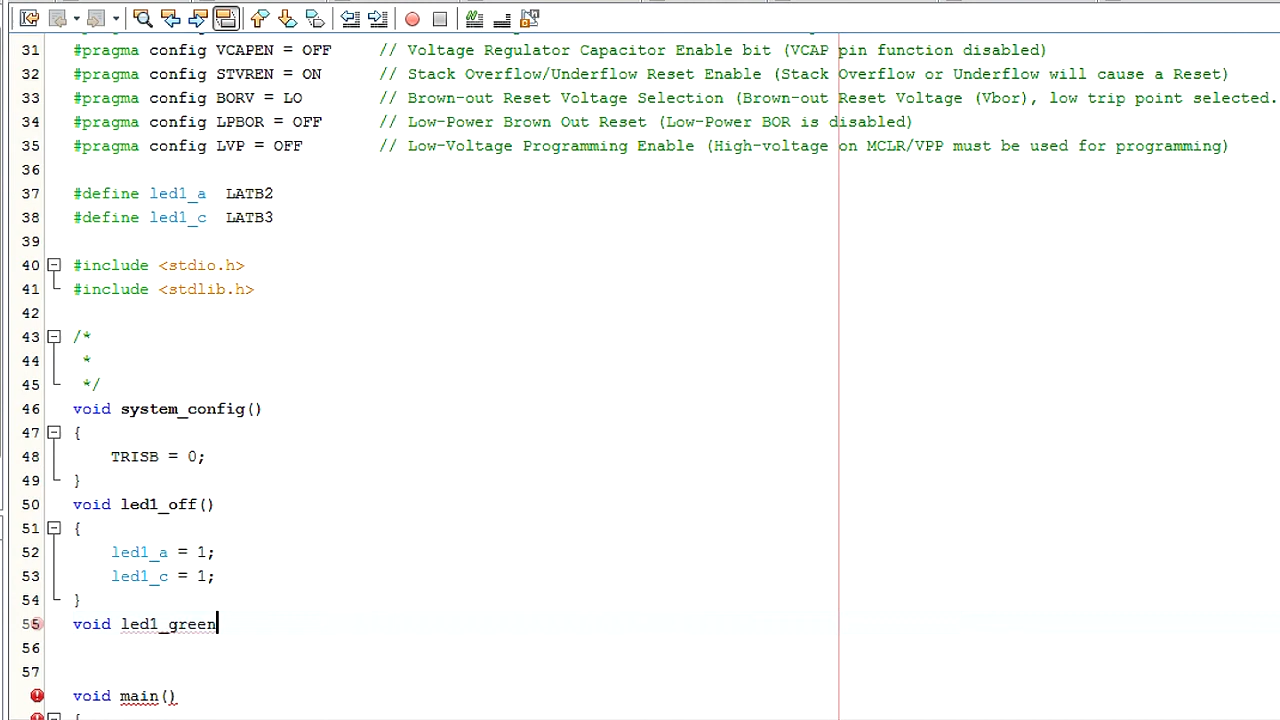 31 #pragma config VCAPEN = OFF     // Voltage Regulator Capacitor Enable bit (VCAP pin function disabled)
32 #pragma config STVREN = ON      // Stack Overflow/Underflow Reset Enable (Stack Overflow or Underflow will cause a Reset)
33 #pragma config BORV = LO        // Brown-out Reset Voltage Selection (Brown-out Reset Voltage (Vbor), low trip point selected.
34 #pragma config LPBOR = OFF      // Low-Power Brown Out Reset (Low-Power BOR is disabled)
35 #pragma config LVP = OFF        // Low-Voltage Programming Enable (High-voltage on MCLR/VPP must be used for programming)
36
37 #define led1_a  LATB2
38 #define led1_c  LATB3
39
40 #include <stdio.h>
41 #include <stdlib.h>
42
43 /*
44  *
45  */
46 void system_config()
47 {
48     TRISB = 0;
49 }
50 void led1_off()
51 {
52     led1_a = 1;
53     led1_c = 1;
54 }
55 void led1_green
56
57
void main()
{